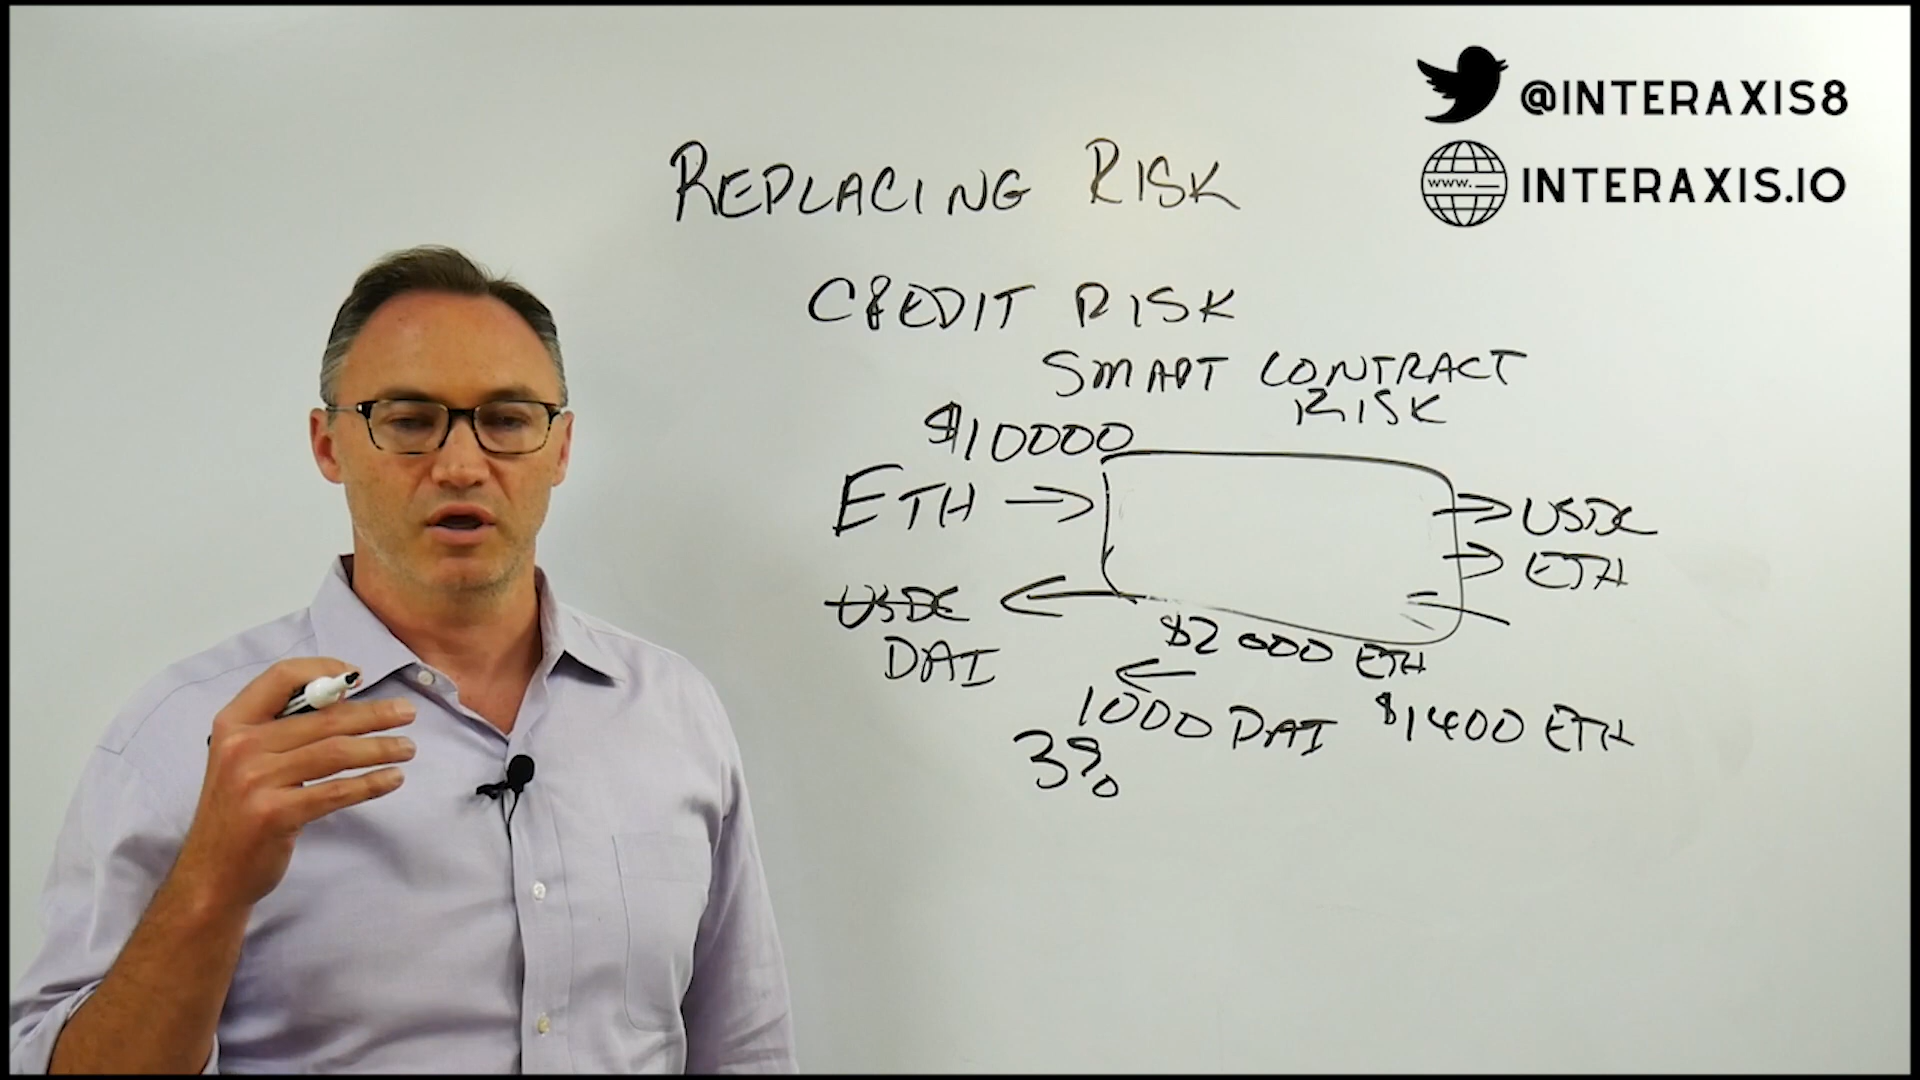 @INTERAXIS8
www.
INTERAXIS.IO
REPLACING RISK
CREDIT RISK
SMART CONTRACT
RISK
$10000
ETH → → USDC
→ ETH
USDC ←
DAI
$2000 ETH
←
1000 DAI $1400 ETH
3%